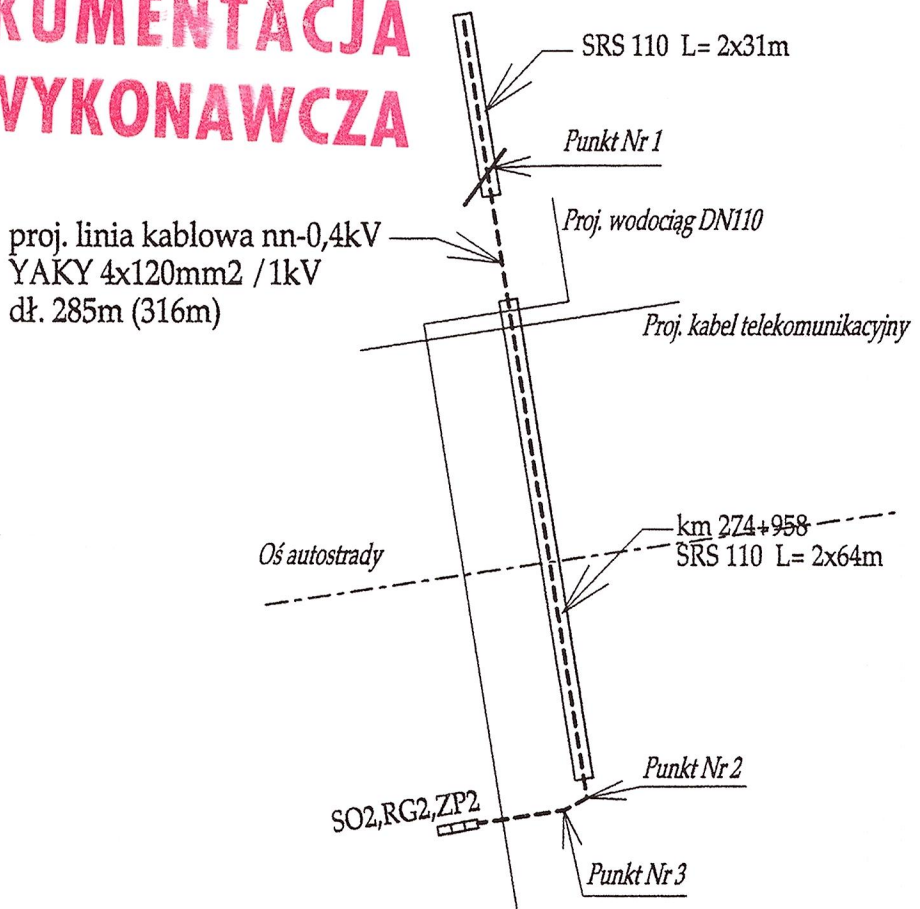 KUMENTACJA
WYKONAWCZA
SRS 110 L= 2x31m
Punkt Nr 1
Proj. wodociąg DN110
proj. linia kablowa nn-0,4kV
YAKY 4x120mm2 /1kV
dł. 285m (316m)
Proj. kabel telekomunikacyjny
km 274+958
SRS 110 L= 2x64m
Oś autostrady
Punkt Nr 2
SO2,RG2,ZP2
Punkt Nr 3